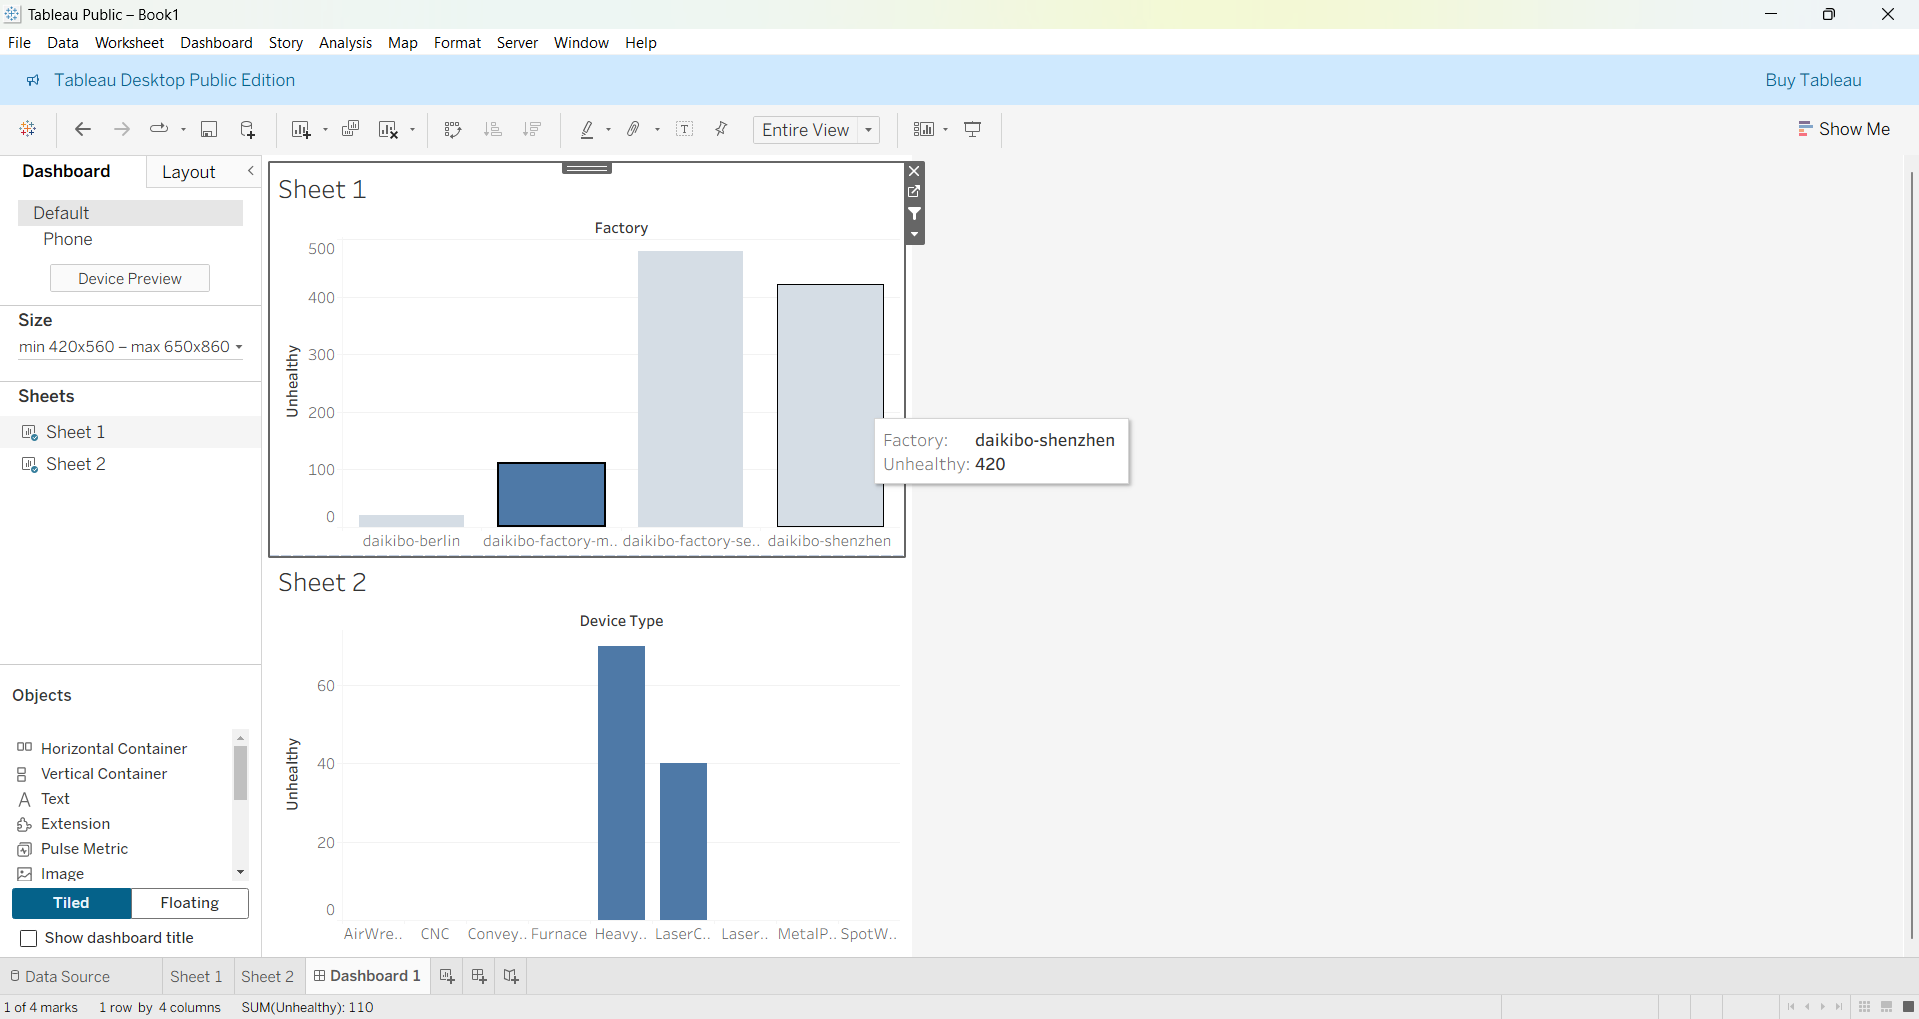 Tableau Public – Book1
File Data Worksheet Dashboard Story Analysis Map Format Server Window Help
Tableau Desktop Public Edition
Buy Tableau
Entire View
Show Me
Dashboard
Layout
Default
Phone
Device Preview
Size
min 420x560 – max 650x860
Sheets
Sheet 1
Sheet 2
Objects
Horizontal Container
Vertical Container
Text
Extension
Pulse Metric
Image
Tiled
Floating
Show dashboard title
Sheet 1
Factory
500
400
300
200
100
0
Unhealthy
daikibo-berlin
daikibo-factory-m..
daikibo-factory-se..
daikibo-shenzhen
Factory: daikibo-shenzhen
Unhealthy: 420
Sheet 2
Device Type
60
40
20
0
Unhealthy
AirWre..
CNC
Convey..
Furnace
Heavy..
LaserC..
Laser..
MetalP..
SpotW..
Data Source
Sheet 1
Sheet 2
Dashboard 1
1 of 4 marks
1 row by 4 columns
SUM(Unhealthy): 110